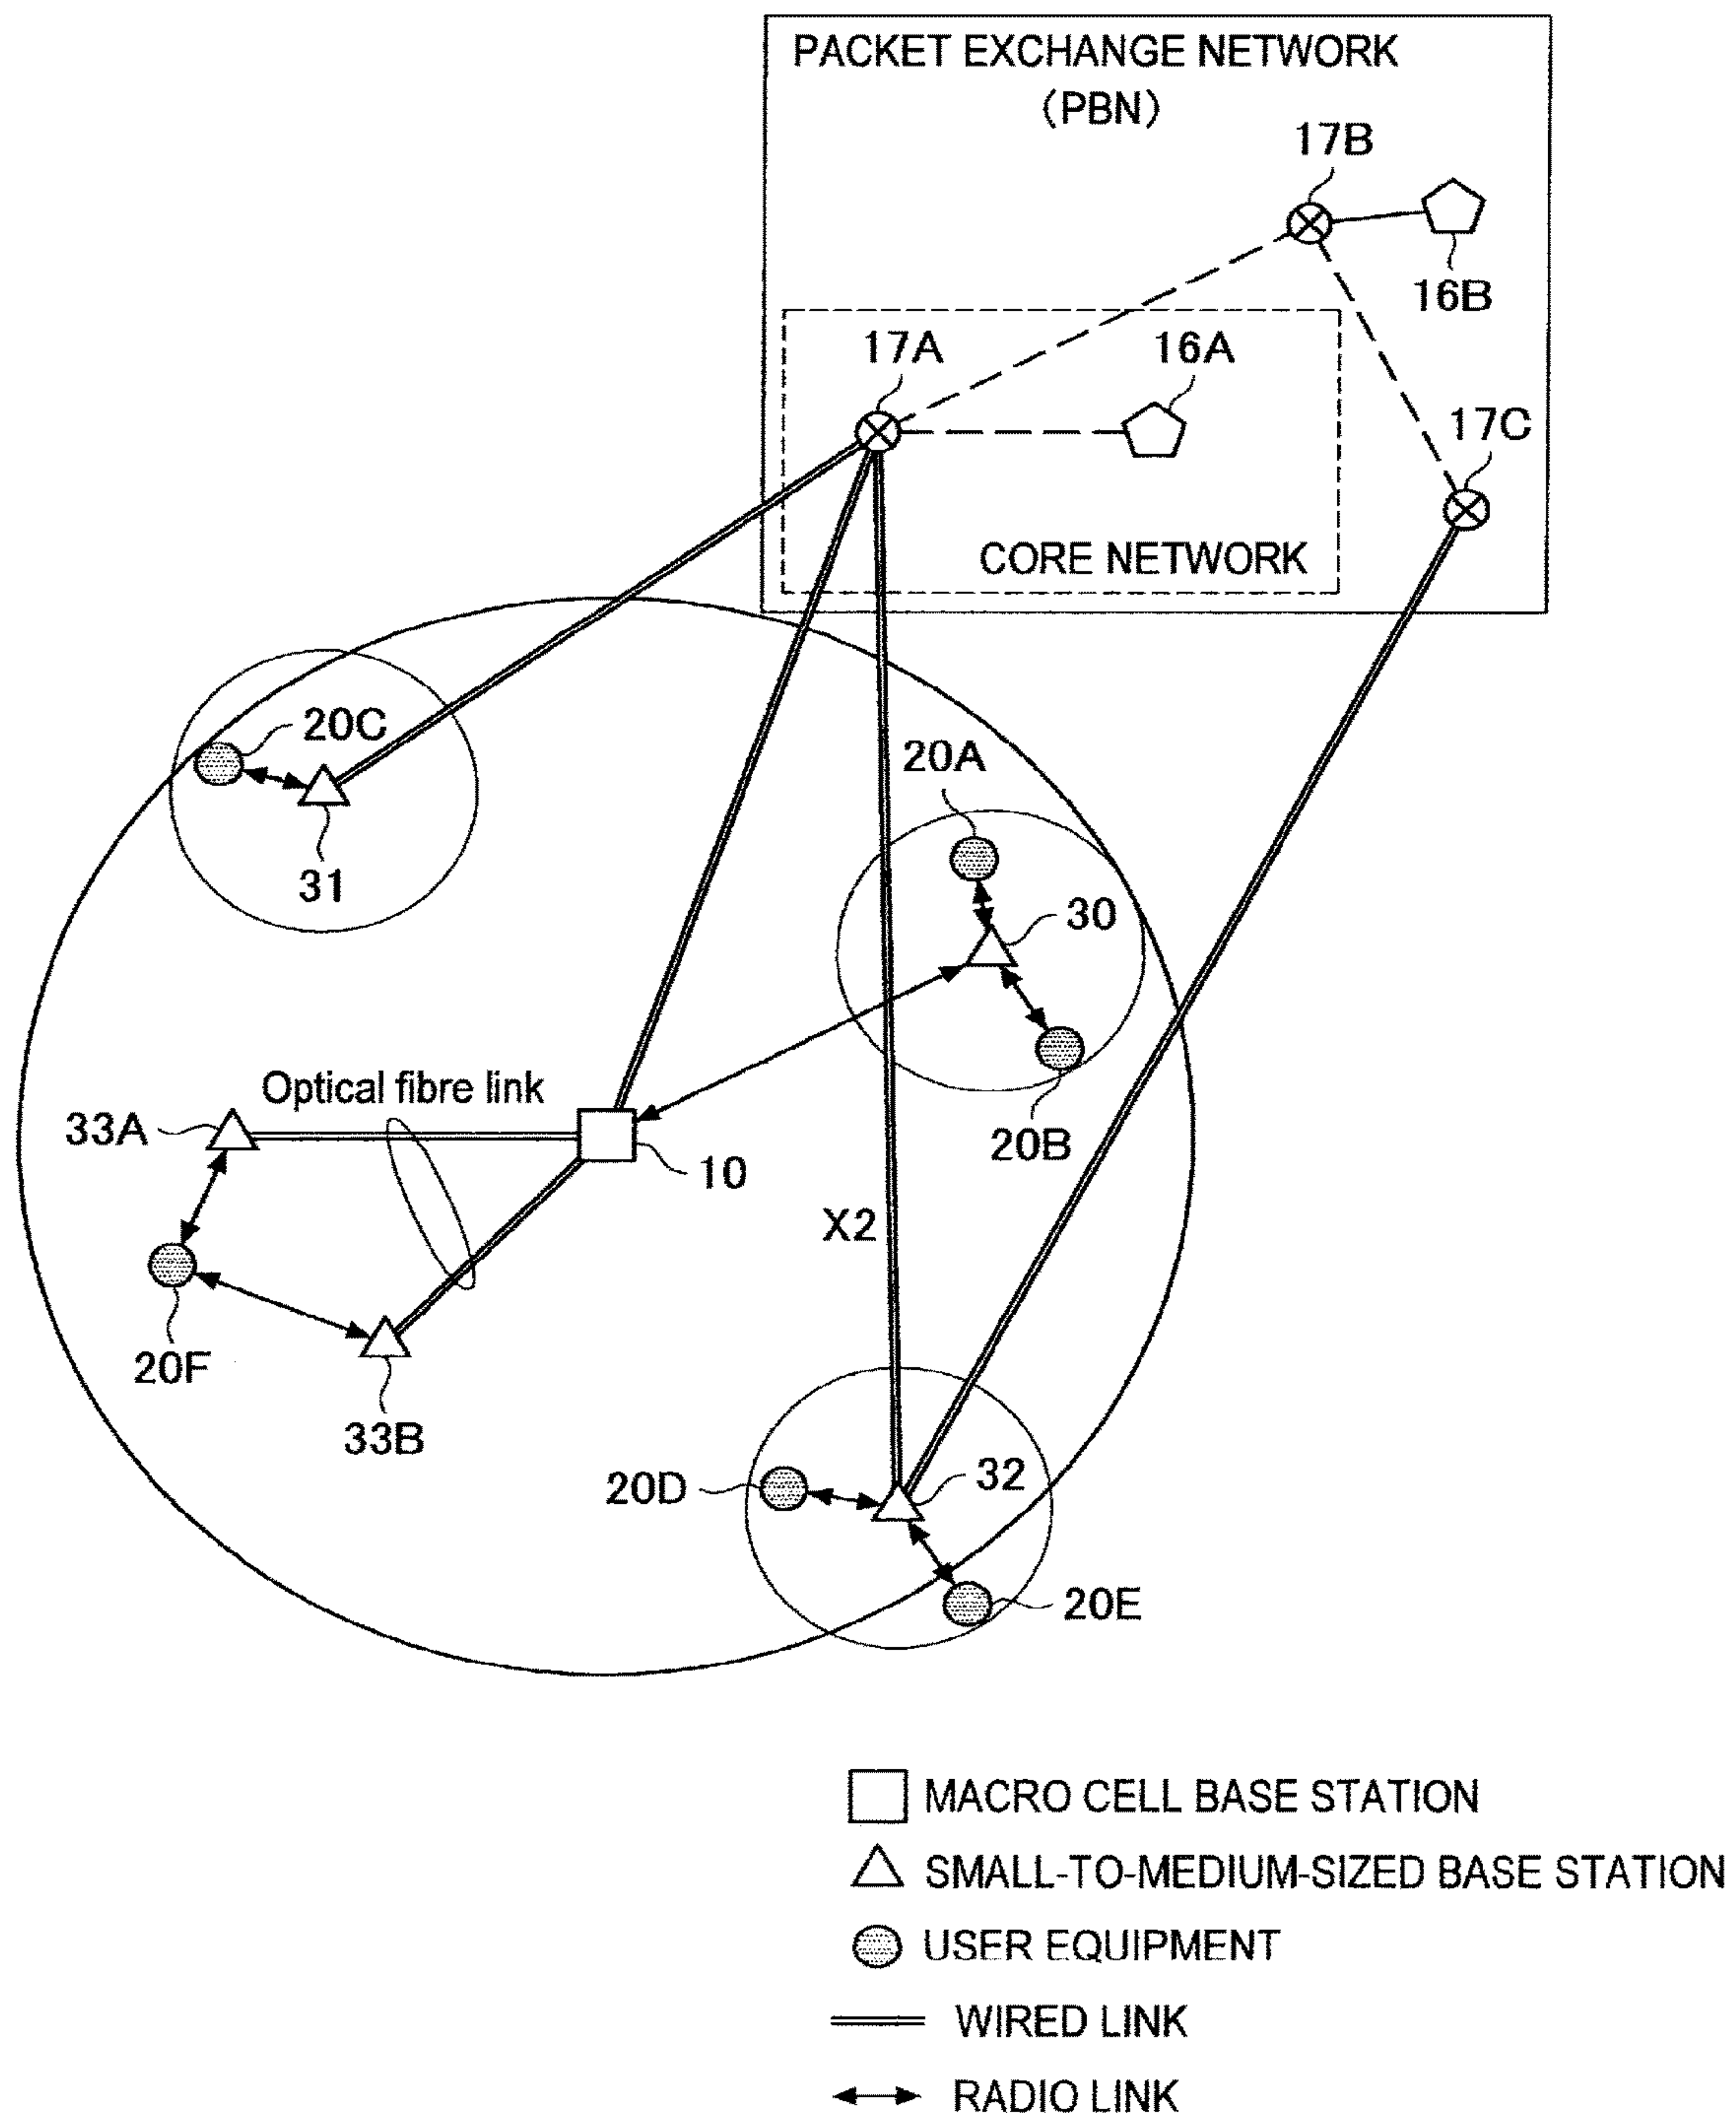 PACKET EXCHANGE NETWORK
(PBN)
17B
16B
17A
16A
17C
CORE NETWORK
20C
31
20A
30
20B
Optical fibre link
33A
10
X2
20F
33B
20D
32
20E
MACRO CELL BASE STATION
SMALL-TO-MEDIUM-SIZED BASE STATION
USER EQUIPMENT
WIRED LINK
RADIO LINK